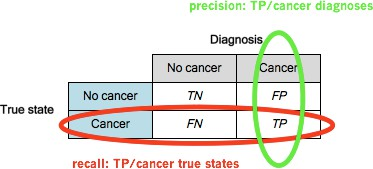 precision: TP/cancer diagnoses
Diagnosis
No cancer Cancer
No cancer TN FP
True state
Cancer FN TP
recall: TP/cancer true states